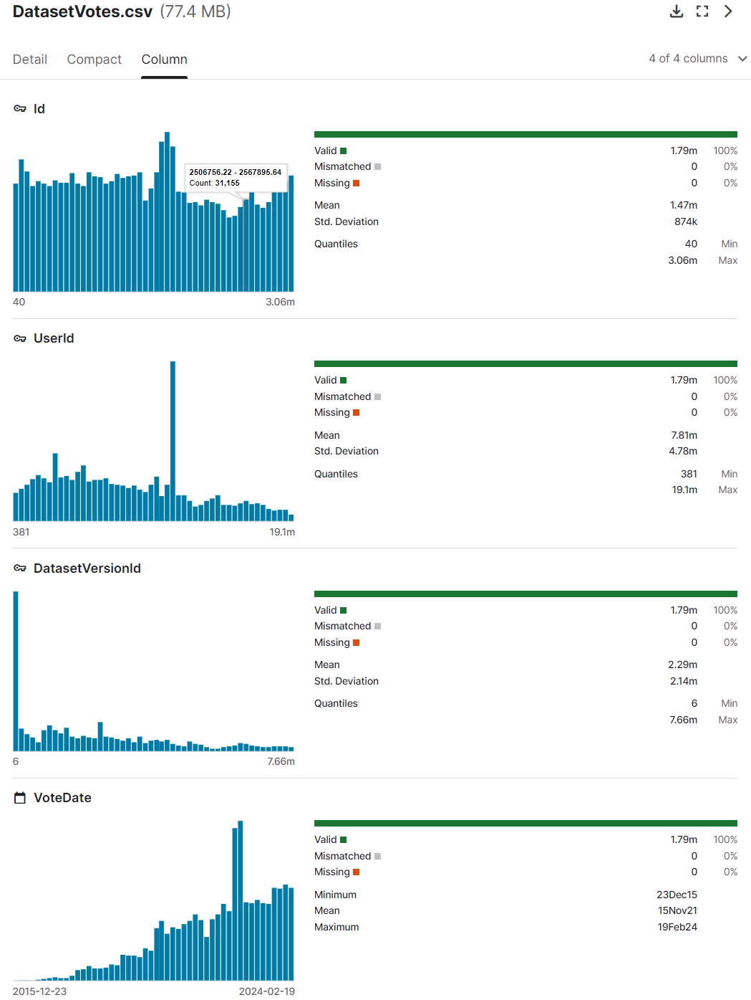 DatasetVotes.csv (77.4 MB)
Detail Compact Column 4 of 4 columns
Id
2506756.22 - 2567895.64
Count: 31,155
40 3.06m
Valid 1.79m 100%
Mismatched 0 0%
Missing 0 0%
Mean 1.47m
Std. Deviation 874k
Quantiles 40 Min
3.06m Max
UserId
381 19.1m
Valid 1.79m 100%
Mismatched 0 0%
Missing 0 0%
Mean 7.81m
Std. Deviation 4.78m
Quantiles 381 Min
19.1m Max
DatasetVersionId
6 7.66m
Valid 1.79m 100%
Mismatched 0 0%
Missing 0 0%
Mean 2.29m
Std. Deviation 2.14m
Quantiles 6 Min
7.66m Max
VoteDate
2015-12-23 2024-02-19
Valid 1.79m 100%
Mismatched 0 0%
Missing 0 0%
Minimum 23Dec15
Mean 15Nov21
Maximum 19Feb24